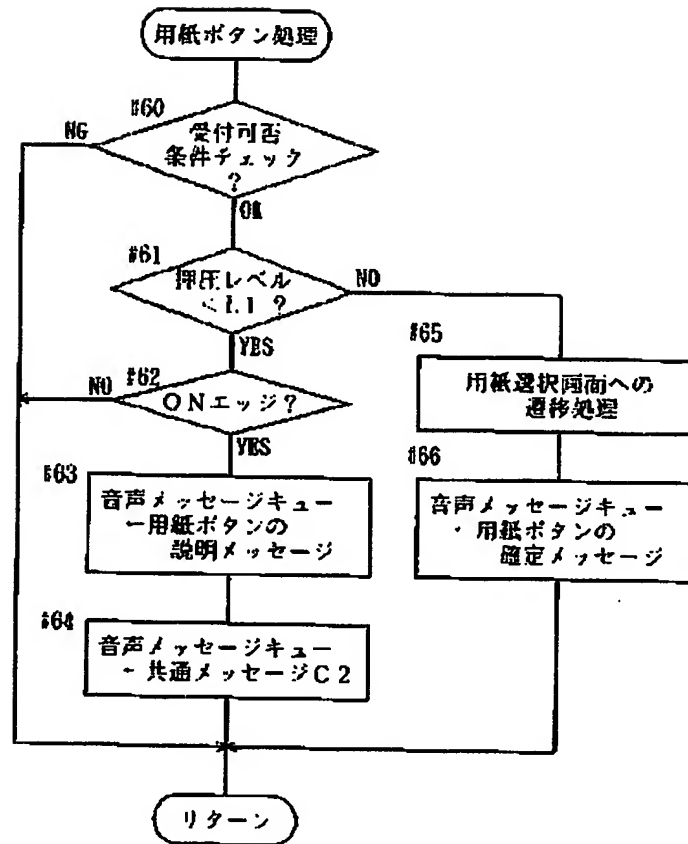 用紙ボタン処理
#60
NG
受付可否
条件チェック
?
OK
#61
押圧レベル
<L1 ?
NO
YES
#65
用紙選択画面への
遷移処理
#62
NO
ONエッジ?
YES
#66
音声メッセージキュー
用紙ボタンの
確定メッセージ
#63
音声メッセージキュー
←用紙ボタンの
説明メッセージ
#64
音声メッセージキュー
←共通メッセージC2
リターン